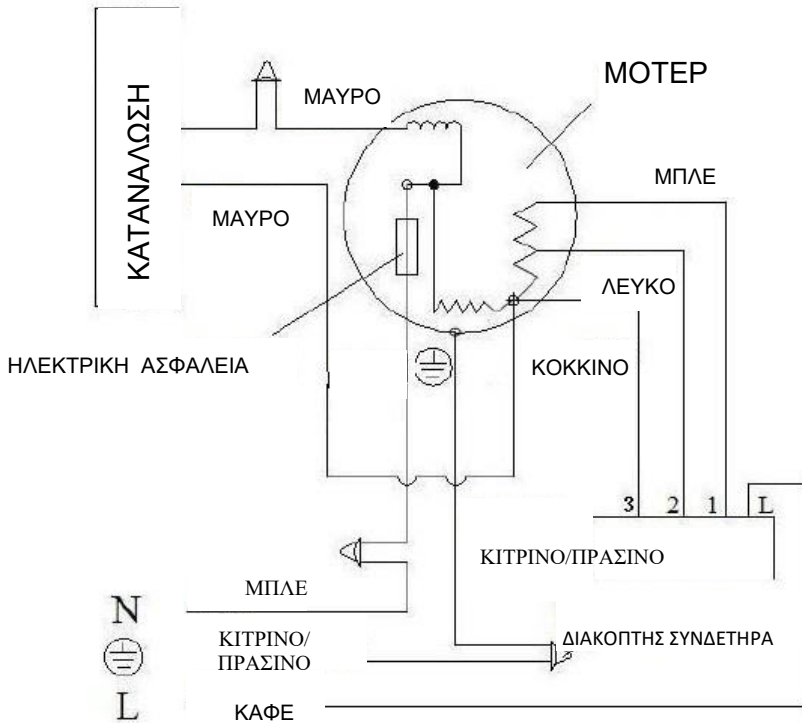 ΚΑΤΑΝΑΛΩΣΗ
ΜΑΥΡΟ
ΜΟΤΕΡ
ΜΑΥΡΟ
ΜΠΛΕ
ΛΕΥΚΟ
ΗΛΕΚΤΡΙΚΗ ΑΣΦΑΛΕΙΑ
ΚΟΚΚΙΝΟ
3 2 1 L
ΚΙΤΡΙΝΟ/ΠΡΑΣΙΝΟ
N
ΜΠΛΕ
ΚΙΤΡΙΝΟ/
ΠΡΑΣΙΝΟ
ΔΙΑΚΟΠΤΗΣ ΣΥΝΔΕΤΗΡΑ
L
ΚΑΦΕ